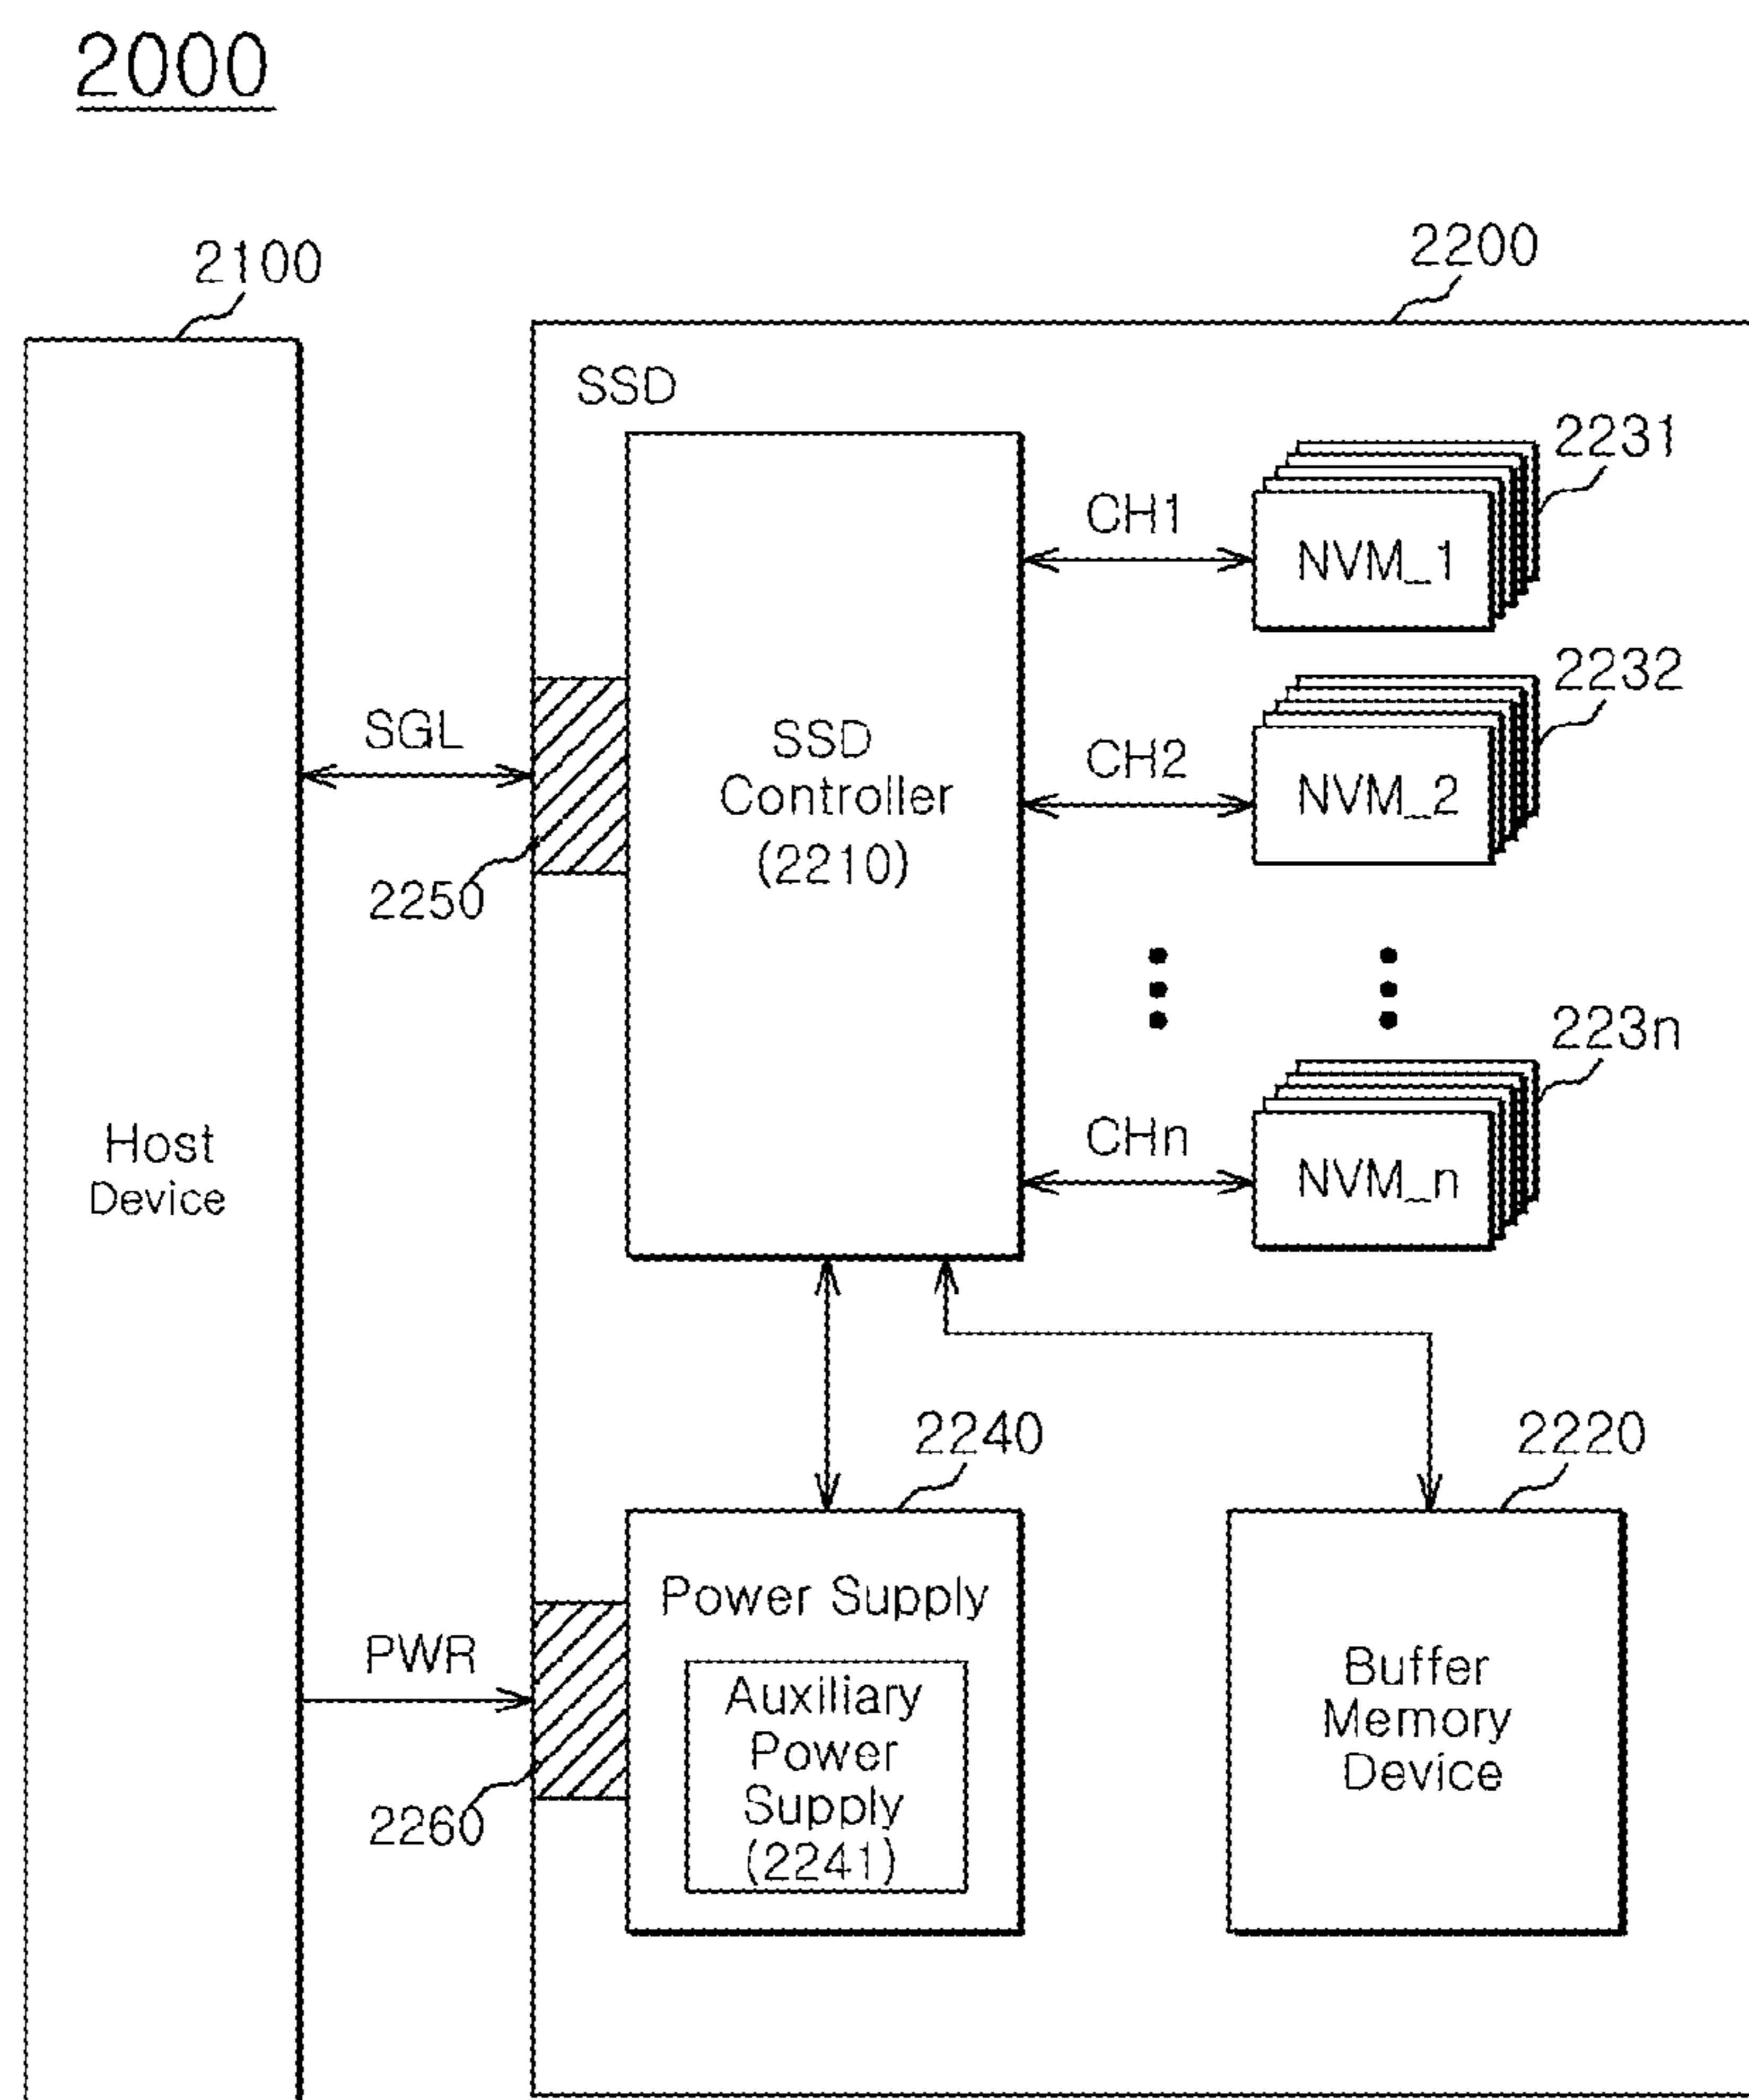 2000
2100
2200
SSD
2231
CH1
NVM_1
2232
SGL
SSD
Controller
(2210)
CH2
NVM_2
2250
223n
Host
Device
CHn
NVM_n
2240
2220
Power Supply
PWR
Auxiliary
Power
Supply
(2241)
Buffer
Memory
Device
2260